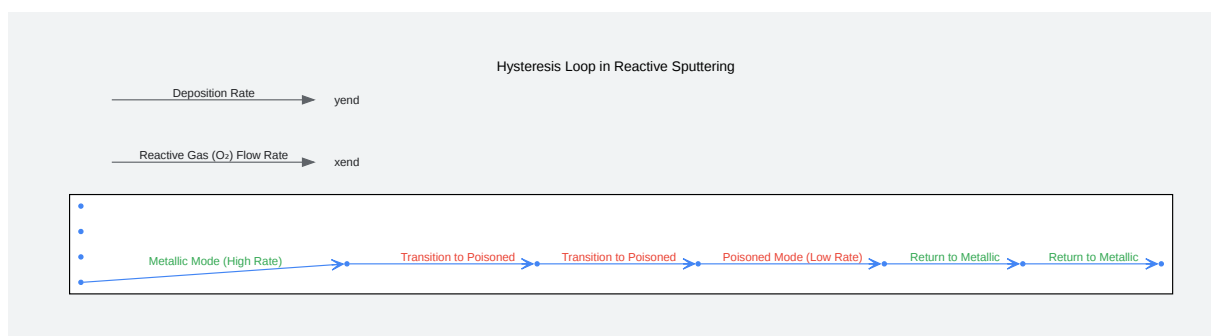 Hysteresis Loop in Reactive Sputtering
Deposition Rate
yend
Reactive Gas (O₂) Flow Rate
xend
Metallic Mode (High Rate)
Transition to Poisoned
Transition to Poisoned
Poisoned Mode (Low Rate)
Return to Metallic
Return to Metallic